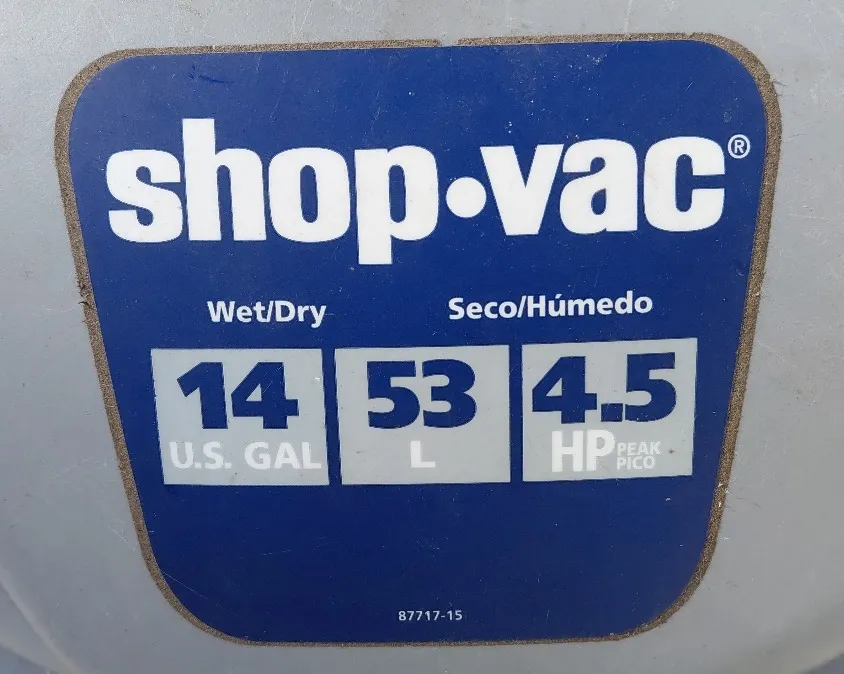 shop·vac®
Wet/Dry Seco/Húmedo
14 53 4.5
U.S. GAL L HP PEAK PICO
87717-15